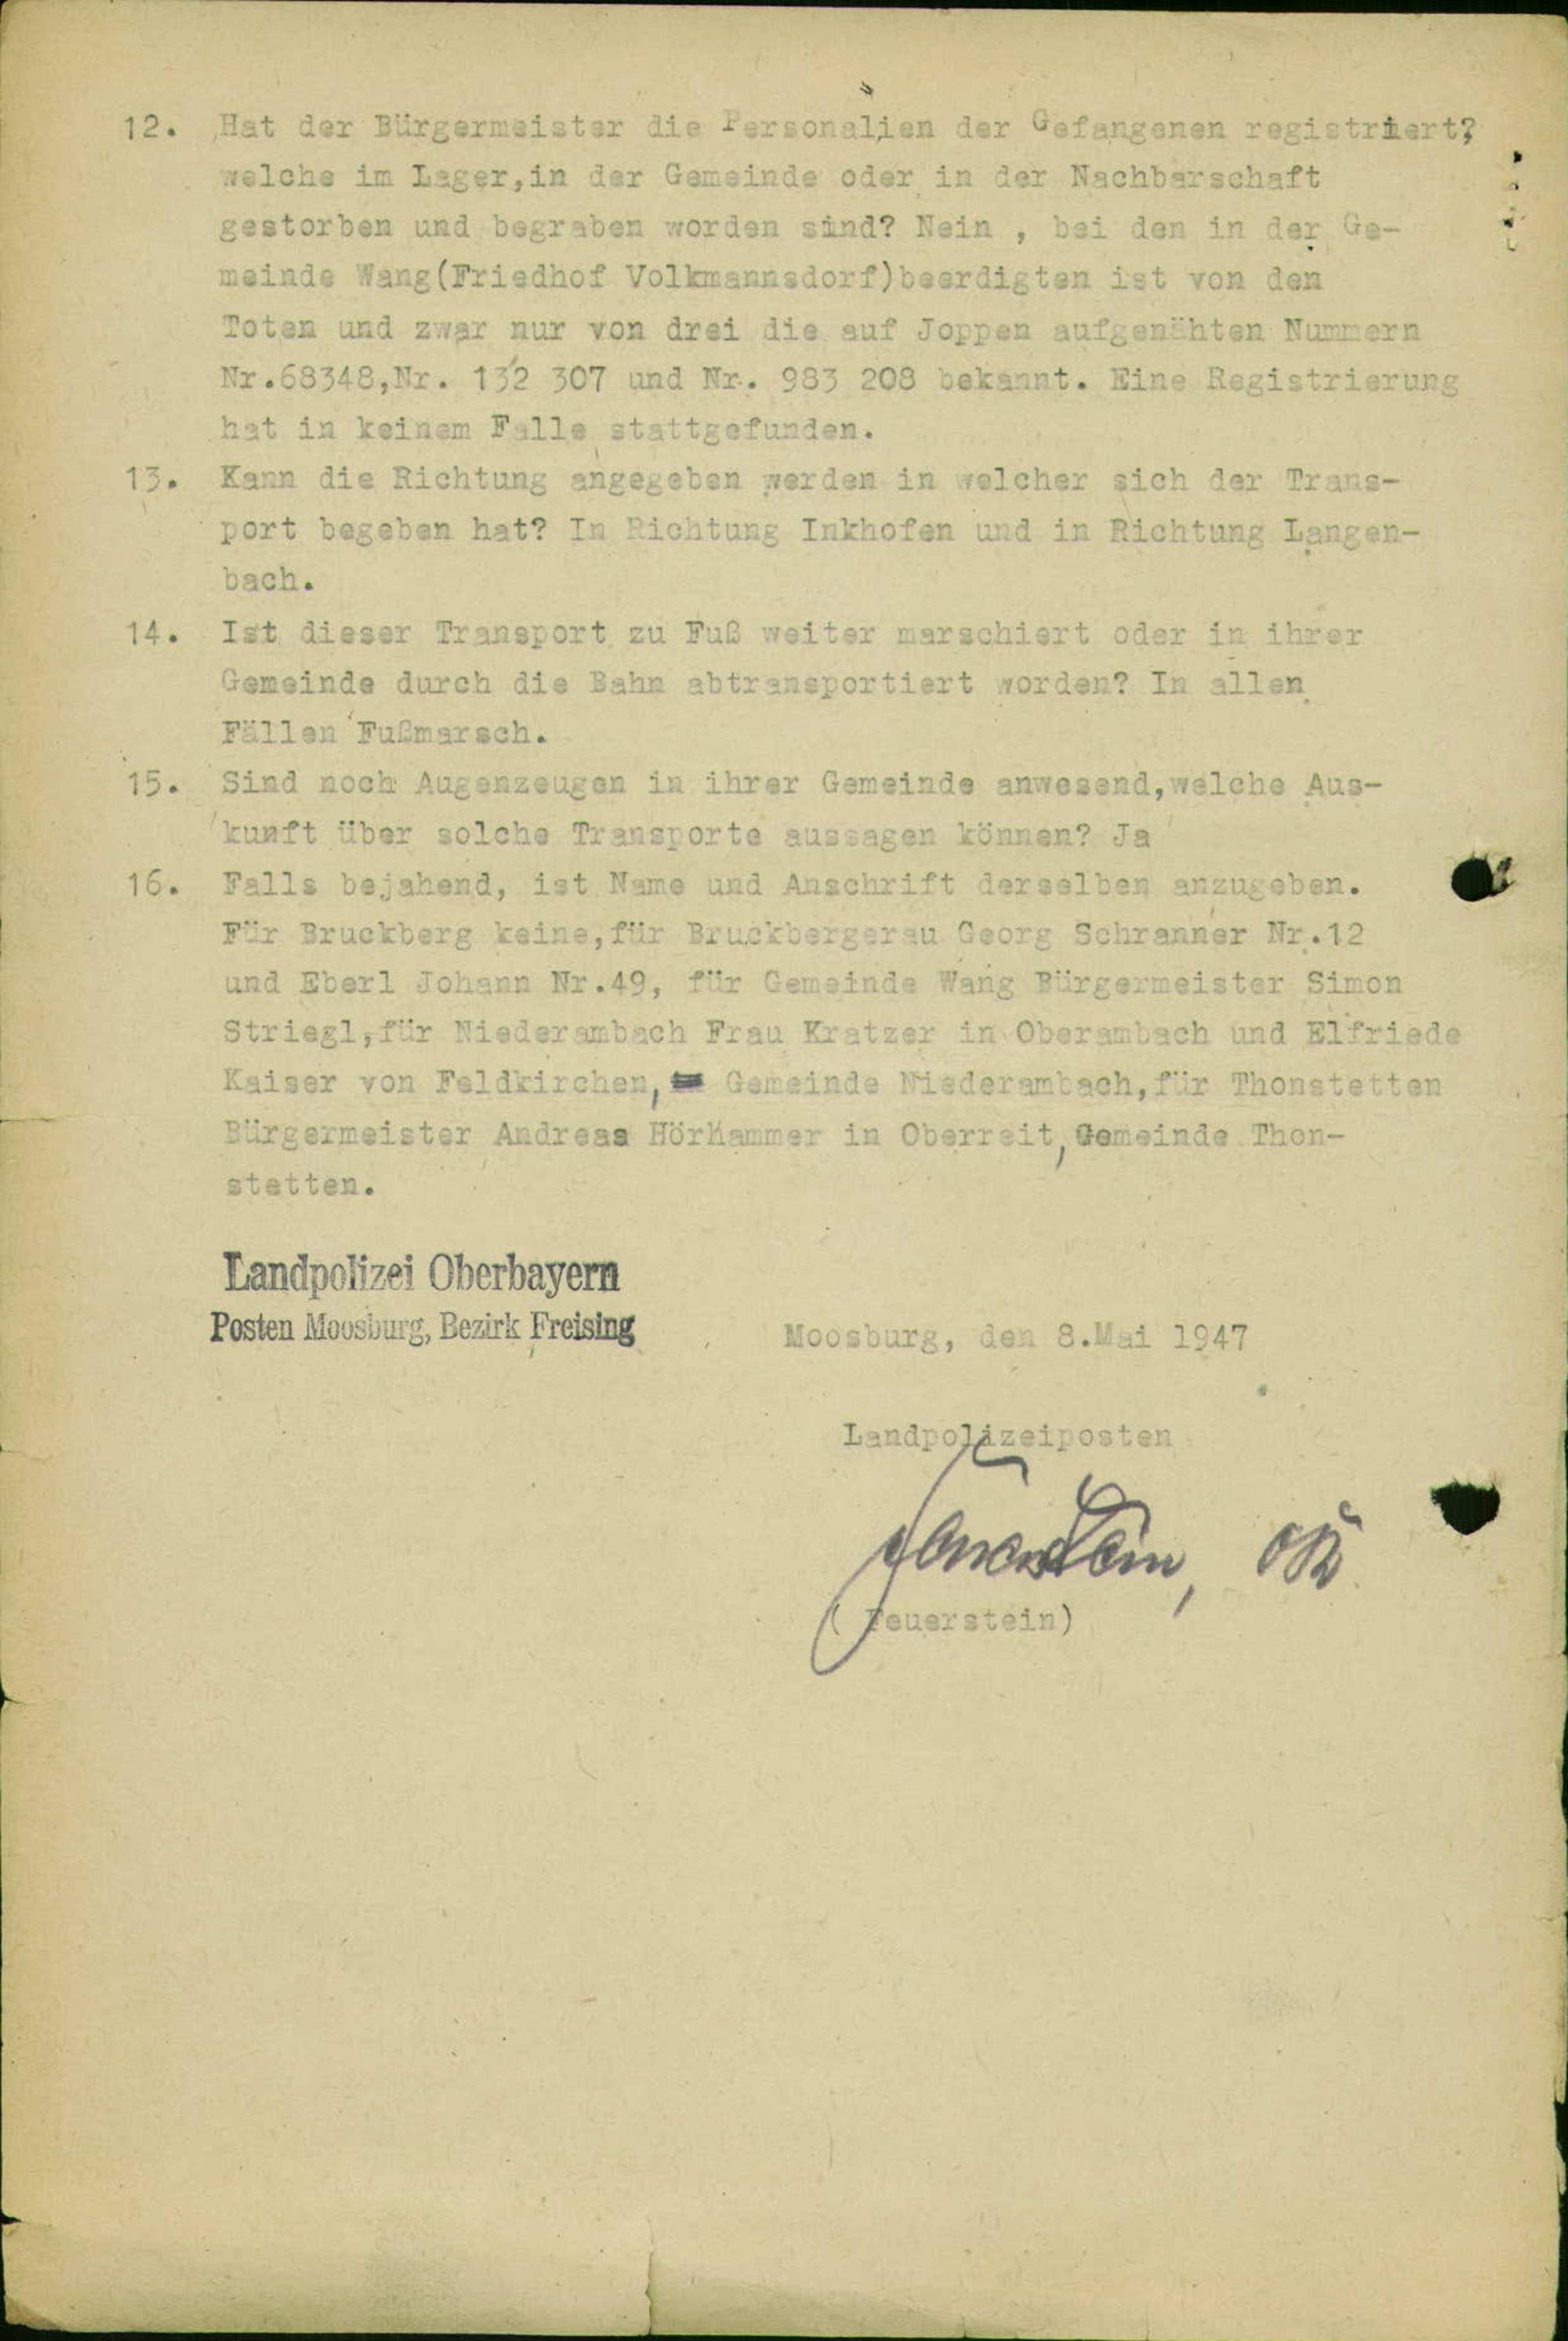 12. Hat der Bürgermeister die Personalien der Gefangenen registriert?
welche im Lager,in der Gemeinde oder in der Nachbarschaft
gestorben und begraben worden sind? Nein , bei den in der Ge-
meinde Wang(Friedhof Volkmannsdorf)beerdigten ist von den
Toten und zwar nur von drei die auf Joppen aufgenähten Nummern
Nr.68348,Nr. 132 307 und Nr. 983 208 bekannt. Eine Registrierung
hat in keinem Falle stattgefunden.
13. Kann die Richtung angegeben werden in welcher sich der Trans-
port begeben hat? In Richtung Inkhofen und in Richtung Langen-
bach.
14. Ist dieser Transport zu Fuß weiter marschiert oder in ihrer
Gemeinde durch die Bahn abtransportiert worden? In allen
Fällen Fußmarsch.
15. Sind noch Augenzeugen in ihrer Gemeinde anwesend,welche Aus-
kunft über solche Transporte aussagen können? Ja
16. Falls bejahend, ist Name und Anschrift derselben anzugeben.
Für Bruckberg keine,für Bruckbergerau Georg Schranner Nr.12
und Eberl Johann Nr.49, für Gemeinde Wang Bürgermeister Simon
Striegl,für Niederambach Frau Kratzer in Oberambach und Elfriede
Kaiser von Feldkirchen, Gemeinde Niederambach,für Thonstetten
Bürgermeister Andreas Hörhammer in Oberreit, Gemeinde Thon-
stetten.
Landpolizei Oberbayern
Posten Moosburg, Bezirk Freising
Moosburg, den 8.Mai 1947
Landpolizeiposten
Feuerstein,
(Feuerstein)